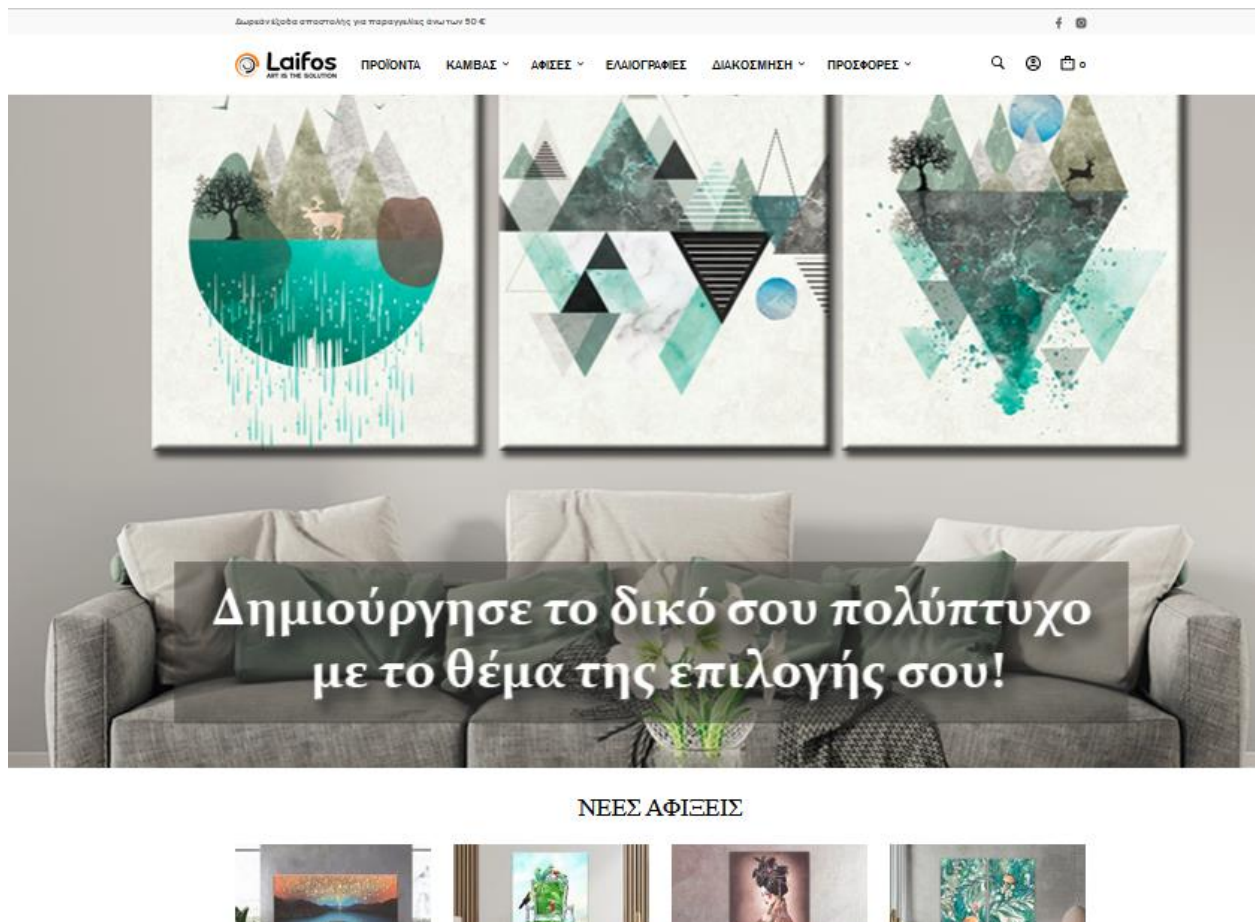 Δωρεάν έξοδα αποστολής για παραγγελίες άνω των 50 €
Laifos
ART IS THE SOLUTION
ΠΡΟΪΟΝΤΑ ΚΑΜΒΑΣ ΑΦΙΣΕΣ ΕΛΑΙΟΓΡΑΦΙΕΣ ΔΙΑΚΟΣΜΗΣΗ ΠΡΟΣΦΟΡΕΣ 0
Δημιούργησε το δικό σου πολύπτυχο
με το θέμα της επιλογής σου!
ΝΕΕΣ ΑΦΙΞΕΙΣ